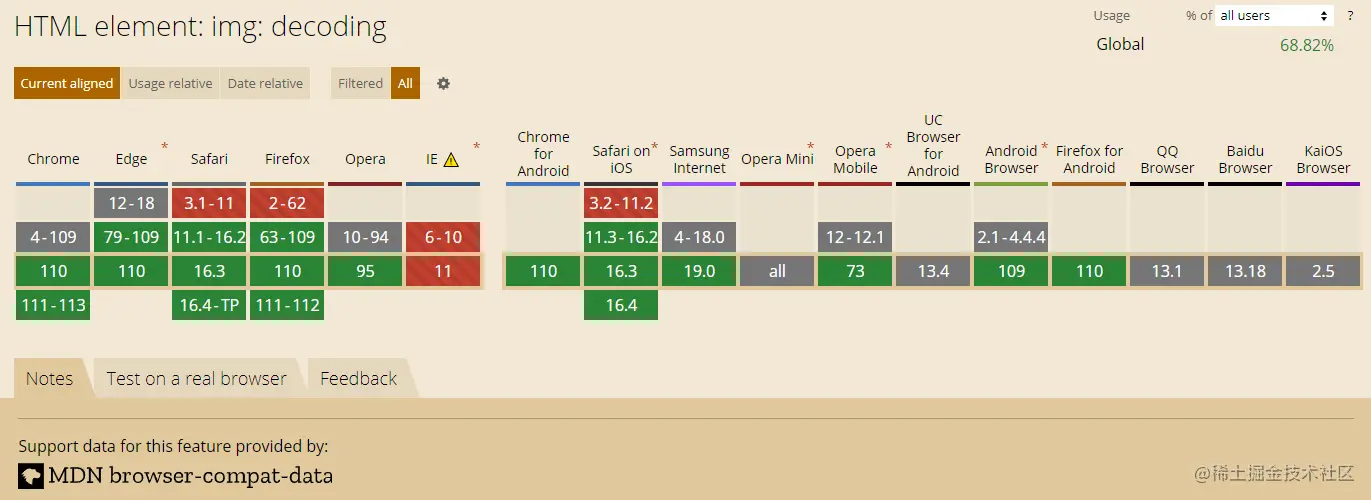 HTML element: img: decoding
Usage % of all users ?
Global 68.82%
Current aligned Usage relative Date relative Filtered All
Chrome Edge * Safari Firefox Opera IE * Chrome for Android Safari on iOS * Samsung Internet Opera Mini * Opera Mobile * UC Browser for Android Android Browser * Firefox for Android QQ Browser Baidu Browser KaiOS Browser
12-18 3.1-11 2-62 3.2-11.2
4-109 79-109 11.1-16.2 63-109 10-94 6-10 11.3-16.2 4-18.0 12-12.1 2.1-4.4.4
110 110 16.3 110 95 11 110 16.3 19.0 all 73 13.4 109 110 13.1 13.18 2.5
111-113 16.4-TP 111-112 16.4
Notes Test on a real browser Feedback
Support data for this feature provided by:
MDN browser-compat-data
@稀土掘金技术社区